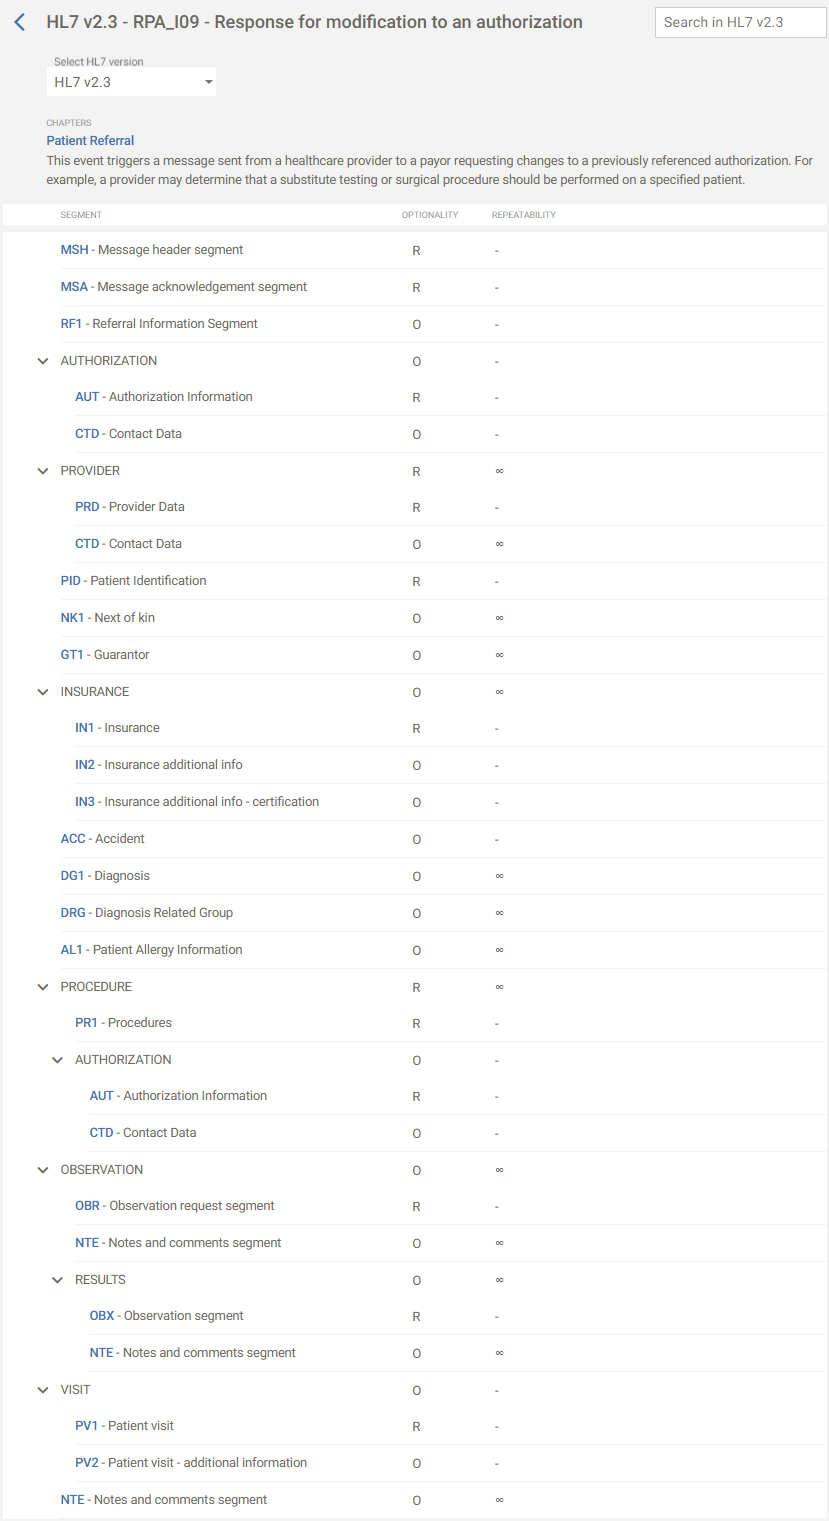 HL7 v2.3 - RPA_I09 - Response for modification to an authorization
Search in HL7 v2.3
Select HL7 version
HL7 v2.3
CHAPTERS
Patient Referral
This event triggers a message sent from a healthcare provider to a payor requesting changes to a previously referenced authorization. For
example, a provider may determine that a substitute testing or surgical procedure should be performed on a specified patient.
SEGMENT OPTIONALITY REPEATABILITY
MSH - Message header segment R -
MSA - Message acknowledgement segment R -
RF1 - Referral Information Segment O -
AUTHORIZATION O -
AUT - Authorization Information R -
CTD - Contact Data O -
PROVIDER R ∞
PRD - Provider Data R -
CTD - Contact Data O ∞
PID - Patient Identification R -
NK1 - Next of kin O ∞
GT1 - Guarantor O ∞
INSURANCE O ∞
IN1 - Insurance R -
IN2 - Insurance additional info O -
IN3 - Insurance additional info - certification O -
ACC - Accident O -
DG1 - Diagnosis O ∞
DRG - Diagnosis Related Group O ∞
AL1 - Patient Allergy Information O ∞
PROCEDURE R ∞
PR1 - Procedures R -
AUTHORIZATION O -
AUT - Authorization Information R -
CTD - Contact Data O -
OBSERVATION O ∞
OBR - Observation request segment R -
NTE - Notes and comments segment O ∞
RESULTS O ∞
OBX - Observation segment R -
NTE - Notes and comments segment O ∞
VISIT O -
PV1 - Patient visit R -
PV2 - Patient visit - additional information O -
NTE - Notes and comments segment O ∞